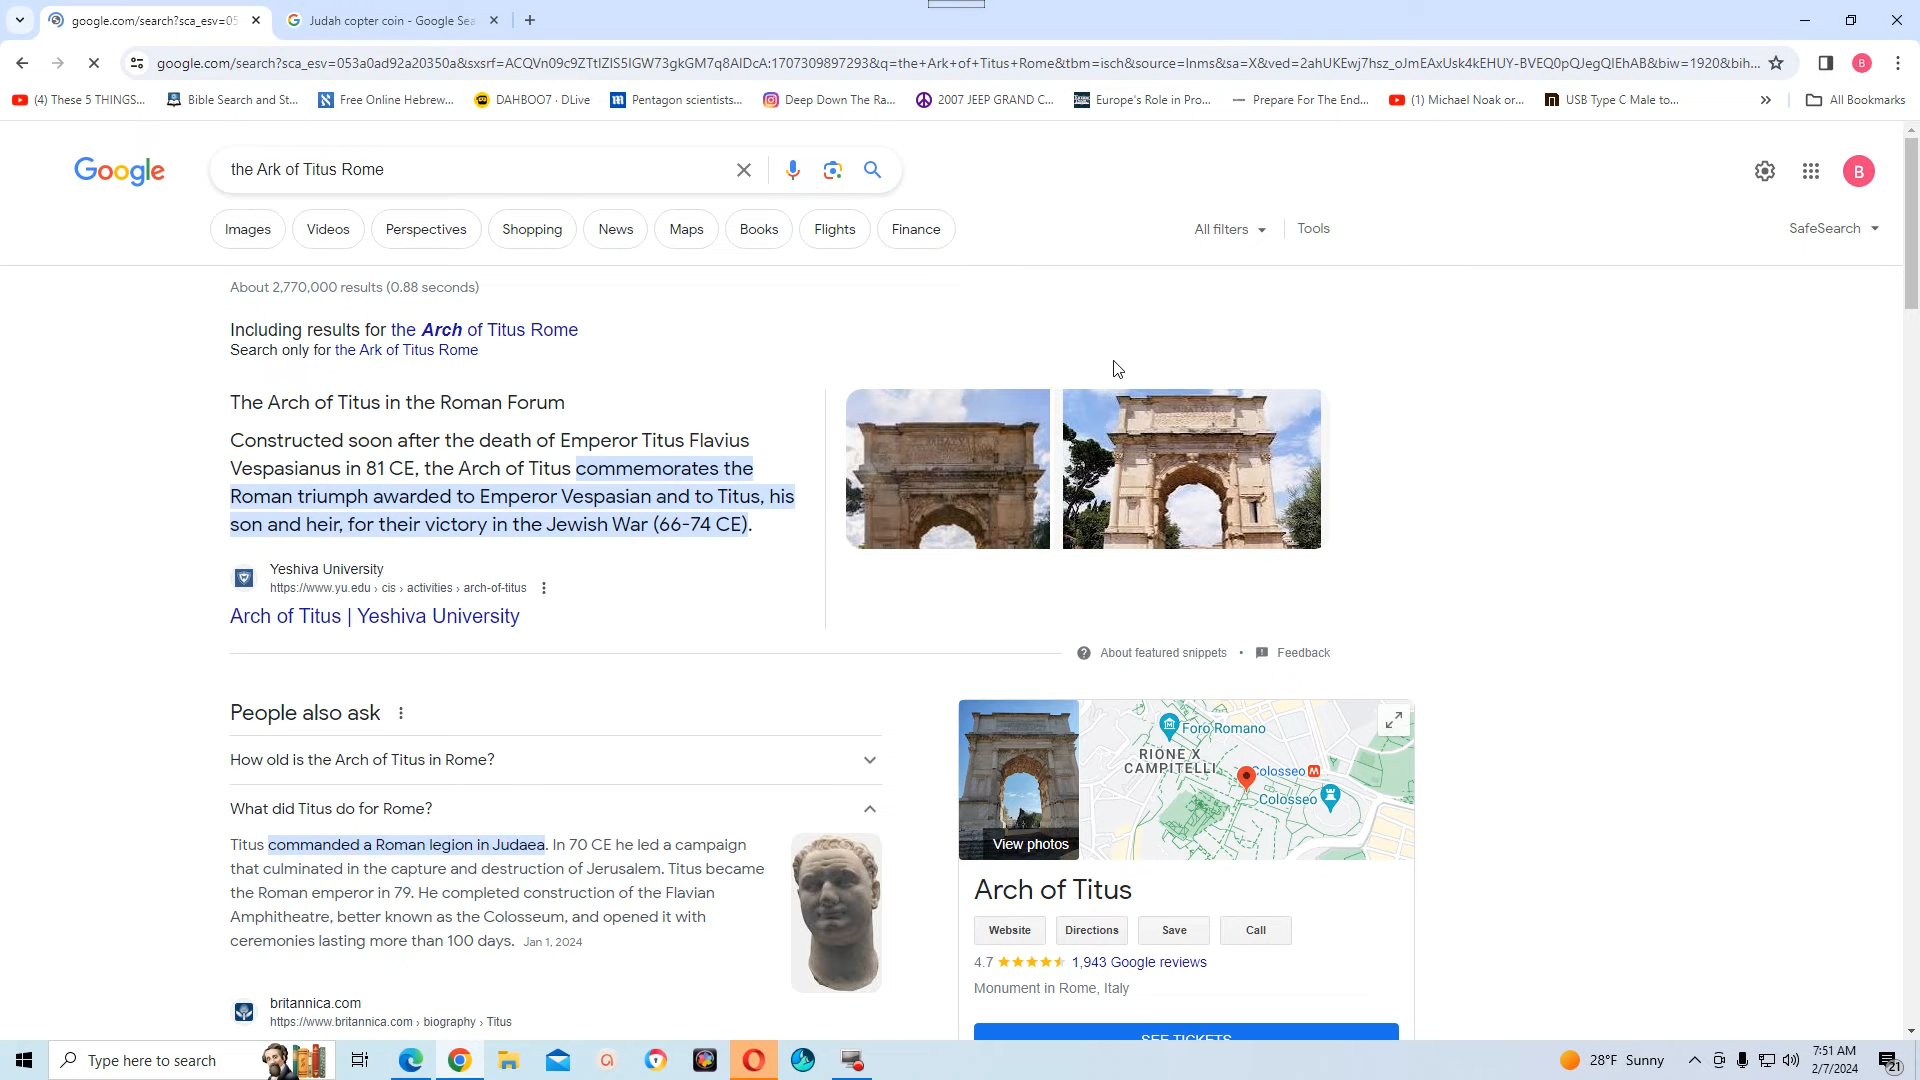 google.com/search?sca_esv=05
Judah copter coin - Google Sea
google.com/search?sca_esv=053a0ad92a20350a&sxsrf=ACQVn09c9ZTtIZIS5IGW73gkGM7q8AIDcA:1707309897293&q=the+Ark+of+Titus+Rome&tbm=isch&source=lnms&sa=X&ved=2ahUKEwj7hsz_oJmEAxUsk4kEHUY-BVEQ0pQJegQIEhAB&biw=1920&bih...
B
(4) These 5 THINGS...
Bible Search and St...
Free Online Hebrew...
DAHBOO7 · DLive
Pentagon scientists...
Deep Down The Ra...
2007 JEEP GRAND C...
Europe's Role in Pro...
Prepare For The End...
(1) Michael Noak or...
USB Type C Male to...
»
All Bookmarks
Google
the Ark of Titus Rome
B
Images
Videos
Perspectives
Shopping
News
Maps
Books
Flights
Finance
All filters
Tools
SafeSearch
About 2,770,000 results (0.88 seconds)
Including results for the Arch of Titus Rome
Search only for the Ark of Titus Rome
The Arch of Titus in the Roman Forum
Constructed soon after the death of Emperor Titus Flavius
Vespasianus in 81 CE, the Arch of Titus commemorates the
Roman triumph awarded to Emperor Vespasian and to Titus, his
son and heir, for their victory in the Jewish War (66-74 CE).
Yeshiva University
https://www.yu.edu › cis › activities › arch-of-titus
Arch of Titus | Yeshiva University
About featured snippets • Feedback
People also ask
How old is the Arch of Titus in Rome?
What did Titus do for Rome?
Titus commanded a Roman legion in Judaea. In 70 CE he led a campaign
that culminated in the capture and destruction of Jerusalem. Titus became
the Roman emperor in 79. He completed construction of the Flavian
Amphitheatre, better known as the Colosseum, and opened it with
ceremonies lasting more than 100 days. Jan 1, 2024
britannica.com
https://www.britannica.com › biography › Titus
Foro Romano
RIONE X
CAMPITELLI
Colosseo M
Colosseo
View photos
Arch of Titus
Website
Directions
Save
Call
4.7
1,943 Google reviews
Monument in Rome, Italy
SEE TICKETS
Type here to search
28°F Sunny
7:51 AM
2/7/2024
21